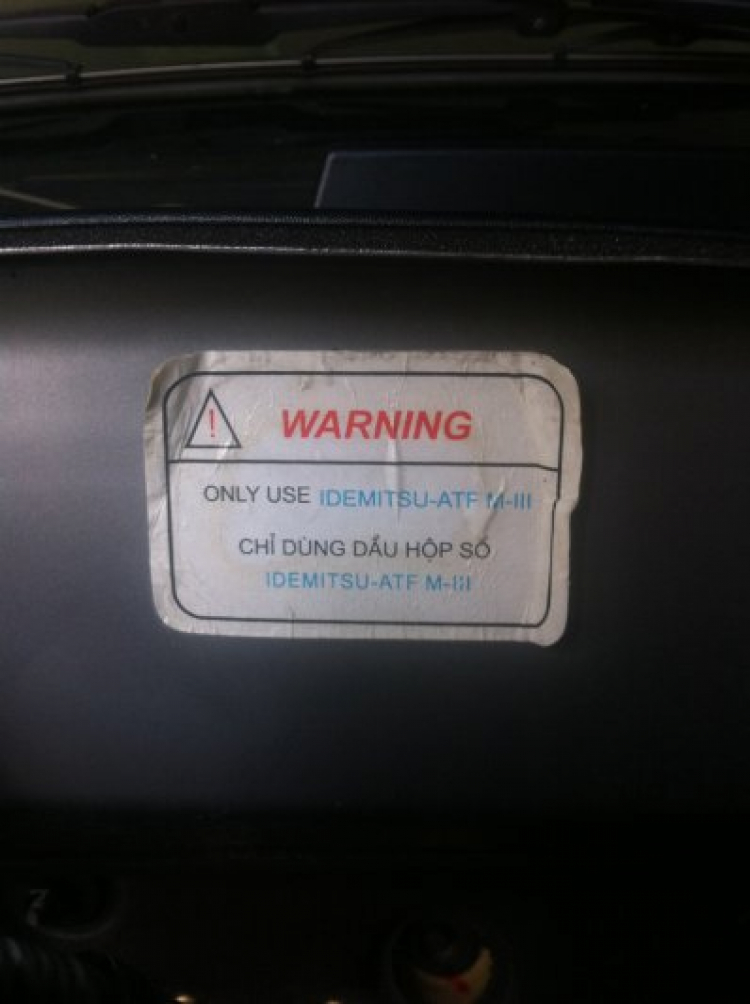 ! WARNING
ONLY USE IDEMITSU-ATF M-III
CHỈ DÙNG DẦU HỘP SỐ
IDEMITSU-ATF M-III